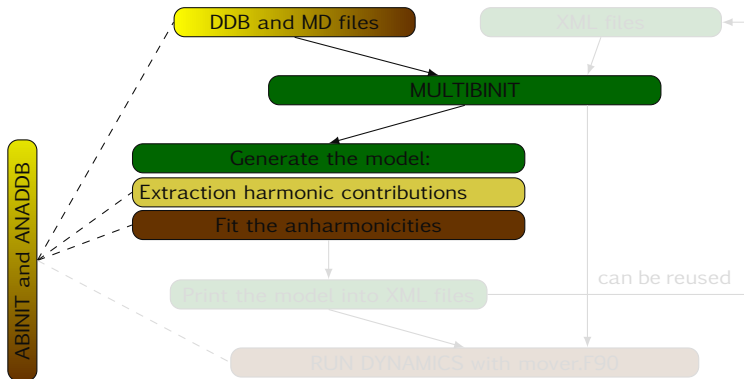 DDB and MD files
XML files
MULTIBINIT
Generate the model:
Extraction harmonic contributions
Fit the anharmonicities
ABINIT and ANADDB
can be reused
Print the model into XML files
RUN DYNAMICS with mover.F90